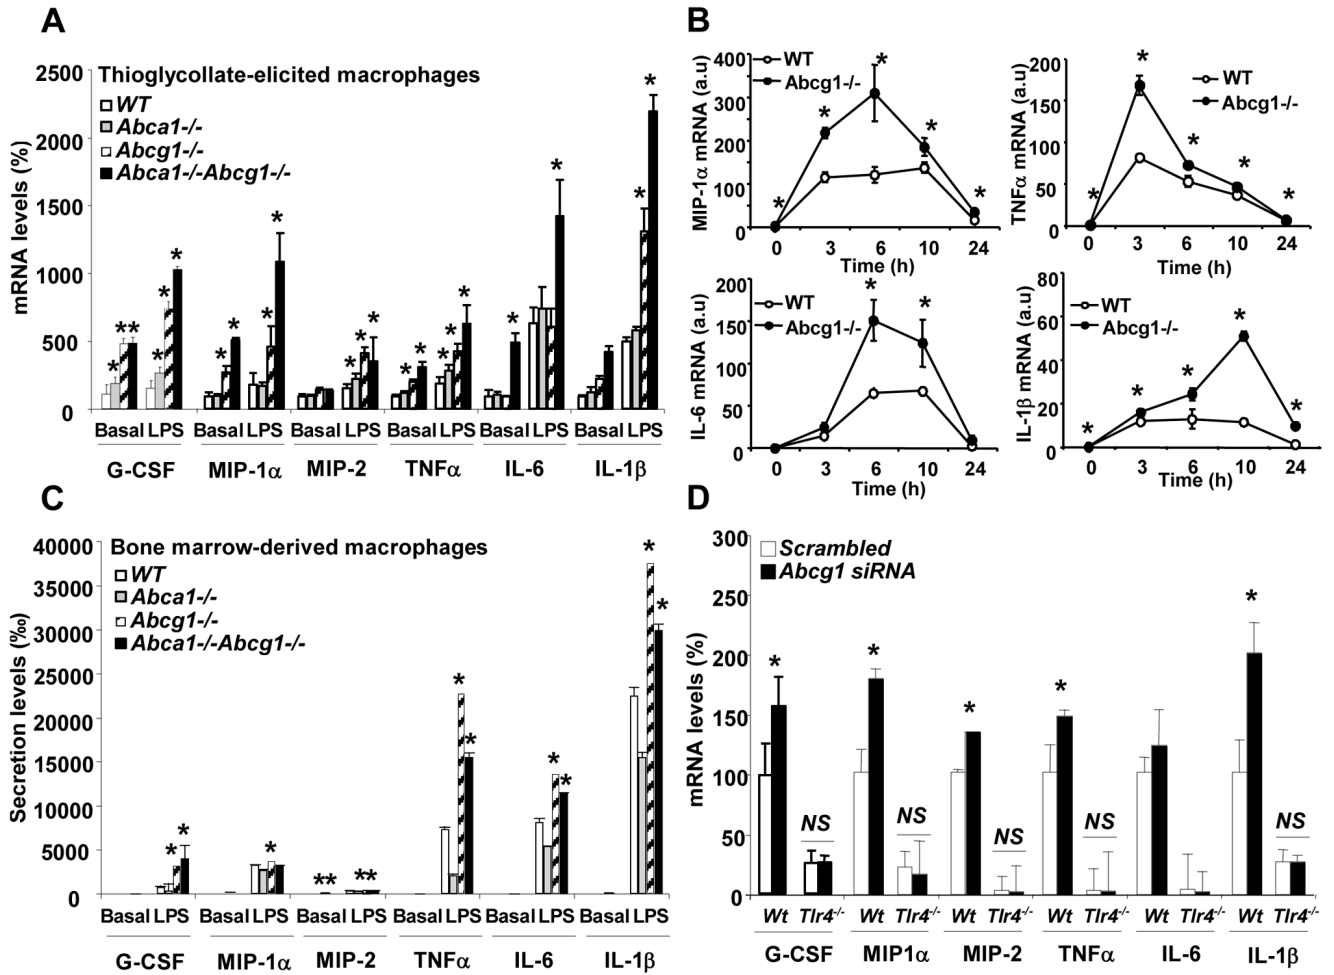 A
Thioglycollate-elicited macrophages
WT
Abca1-/-
Abcg1-/-
Abca1-/-Abcg1-/-
mRNA levels (%)
2500
2000
1500
1000
500
0
* ** * * * * * * * * * * * * * * * * * * *
Basal LPS Basal LPS Basal LPS Basal LPS Basal LPS Basal LPS
G-CSF MIP-1α MIP-2 TNFα IL-6 IL-1β
B
MIP-1α mRNA (a.u)
400
300
200
100
0
WT
Abcg1-/-
* * * * *
0 3 6 10 24
Time (h)
TNFα mRNA (a.u)
200
150
100
50
0
WT
Abcg1-/-
* * * * *
0 3 6 10 24
Time (h)
IL-6 mRNA (a.u)
200
150
100
50
0
WT
Abcg1-/-
* *
0 3 6 10 24
Time (h)
IL-1β mRNA (a.u)
80
60
40
20
0
WT
Abcg1-/-
* * * * *
0 3 6 10 24
Time (h)
C
Bone marrow-derived macrophages
WT
Abca1-/-
Abcg1-/-
Abca1-/-Abcg1-/-
Secretion levels (‰)
40000
35000
30000
25000
20000
15000
10000
5000
0
* * * ** ** * * * * * *
Basal LPS Basal LPS Basal LPS Basal LPS Basal LPS Basal LPS
G-CSF MIP-1α MIP-2 TNFα IL-6 IL-1β
D
Scrambled
Abcg1 siRNA
mRNA levels (%)
300
250
200
150
100
50
0
* * * * *
NS NS NS NS NS
Wt Tlr4-/- Wt Tlr4-/- Wt Tlr4-/- Wt Tlr4-/- Wt Tlr4-/- Wt Tlr4-/-
G-CSF MIP1α MIP-2 TNFα IL-6 IL-1β